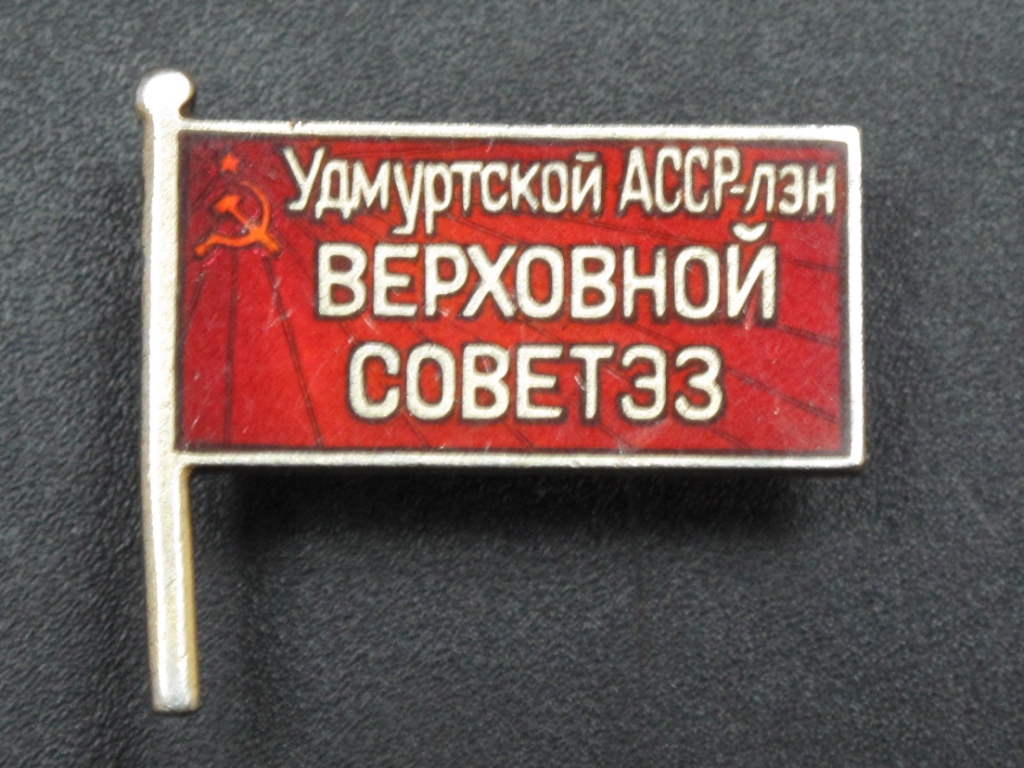 Удмуртской АССР-лэн
ВЕРХОВНОЙ
СОВЕТЭЗ